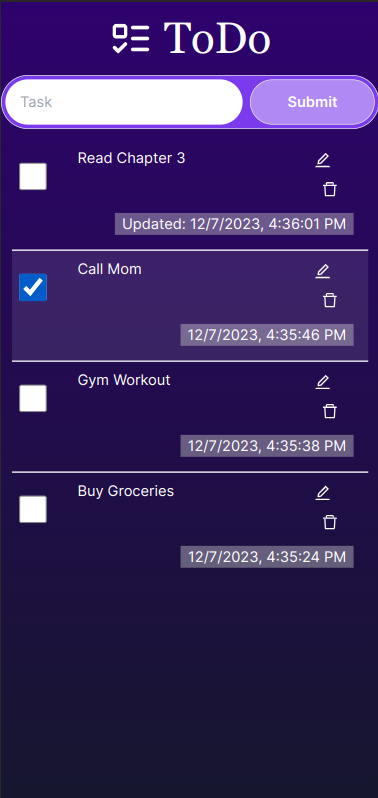 ToDo
Task
Submit
Read Chapter 3
Updated: 12/7/2023, 4:36:01 PM
Call Mom
12/7/2023, 4:35:46 PM
Gym Workout
12/7/2023, 4:35:38 PM
Buy Groceries
12/7/2023, 4:35:24 PM